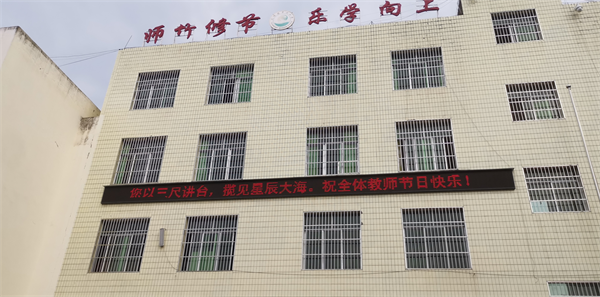 师竹修节 乐学向上
你以三尺讲台，揽见星辰大海。祝全体教师节日快乐！